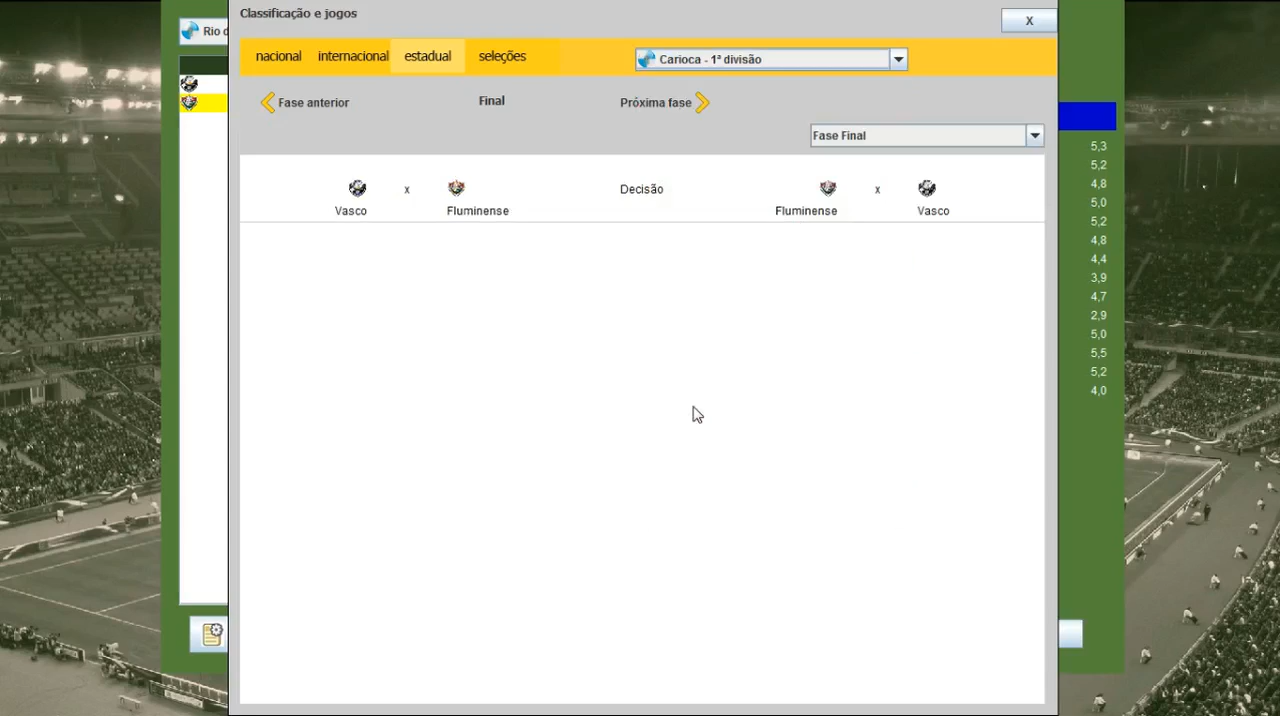 Classificação e jogos
X
Rio d
nacional internacional estadual seleções Carioca - 1ª divisão
Fase anterior Final Próxima fase
Fase Final
Vasco x Fluminense Decisão Fluminense x Vasco
5,3
5,2
4,8
5,0
5,2
4,8
4,4
3,9
4,7
2,9
5,0
5,5
5,2
4,0